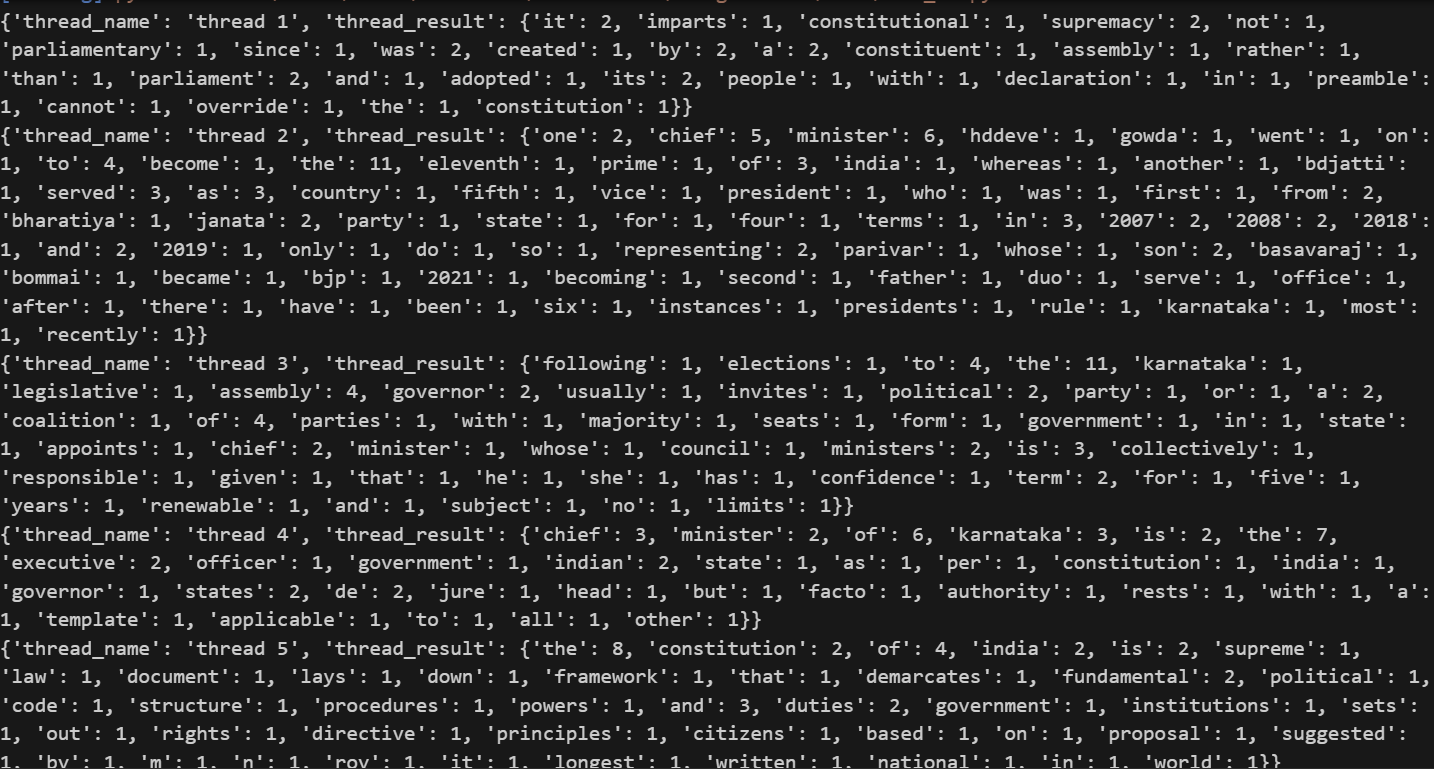 {'thread_name': 'thread 1', 'thread_result': {'it': 2, 'imparts': 1, 'constitutional': 1, 'supremacy': 2, 'not': 1,
'parliamentary': 1, 'since': 1, 'was': 2, 'created': 1, 'by': 2, 'a': 2, 'constituent': 1, 'assembly': 1, 'rather': 1,
'than': 1, 'parliament': 2, 'and': 1, 'adopted': 1, 'its': 2, 'people': 1, 'with': 1, 'declaration': 1, 'in': 1, 'preamble':
1, 'cannot': 1, 'override': 1, 'the': 1, 'constitution': 1}}
{'thread_name': 'thread 2', 'thread_result': {'one': 2, 'chief': 5, 'minister': 6, 'hddeve': 1, 'gowda': 1, 'went': 1, 'on':
1, 'to': 4, 'become': 1, 'the': 11, 'eleventh': 1, 'prime': 1, 'of': 3, 'india': 1, 'whereas': 1, 'another': 1, 'bdjatti':
1, 'served': 3, 'as': 3, 'country': 1, 'fifth': 1, 'vice': 1, 'president': 1, 'who': 1, 'was': 1, 'first': 1, 'from': 2,
'bharatiya': 1, 'janata': 2, 'party': 1, 'state': 1, 'for': 1, 'four': 1, 'terms': 1, 'in': 3, '2007': 2, '2008': 2, '2018':
1, 'and': 2, '2019': 1, 'only': 1, 'do': 1, 'so': 1, 'representing': 2, 'parivar': 1, 'whose': 1, 'son': 2, 'basavaraj': 1,
'bommai': 1, 'became': 1, 'bjp': 1, '2021': 1, 'becoming': 1, 'second': 1, 'father': 1, 'duo': 1, 'serve': 1, 'office': 1,
'after': 1, 'there': 1, 'have': 1, 'been': 1, 'six': 1, 'instances': 1, 'presidents': 1, 'rule': 1, 'karnataka': 1, 'most':
1, 'recently': 1}}
{'thread_name': 'thread 3', 'thread_result': {'following': 1, 'elections': 1, 'to': 4, 'the': 11, 'karnataka': 1,
'legislative': 1, 'assembly': 4, 'governor': 2, 'usually': 1, 'invites': 1, 'political': 2, 'party': 1, 'or': 1, 'a': 2,
'coalition': 1, 'of': 4, 'parties': 1, 'with': 1, 'majority': 1, 'seats': 1, 'form': 1, 'government': 1, 'in': 1, 'state':
1, 'appoints': 1, 'chief': 2, 'minister': 1, 'whose': 1, 'council': 1, 'ministers': 2, 'is': 3, 'collectively': 1,
'responsible': 1, 'given': 1, 'that': 1, 'he': 1, 'she': 1, 'has': 1, 'confidence': 1, 'term': 2, 'for': 1, 'five': 1,
'years': 1, 'renewable': 1, 'and': 1, 'subject': 1, 'no': 1, 'limits': 1}}
{'thread_name': 'thread 4', 'thread_result': {'chief': 3, 'minister': 2, 'of': 6, 'karnataka': 3, 'is': 2, 'the': 7,
'executive': 2, 'officer': 1, 'government': 1, 'indian': 2, 'state': 1, 'as': 1, 'per': 1, 'constitution': 1, 'india': 1,
'governor': 1, 'states': 2, 'de': 2, 'jure': 1, 'head': 1, 'but': 1, 'facto': 1, 'authority': 1, 'rests': 1, 'with': 1, 'a':
1, 'template': 1, 'applicable': 1, 'to': 1, 'all': 1, 'other': 1}}
{'thread_name': 'thread 5', 'thread_result': {'the': 8, 'constitution': 2, 'of': 4, 'india': 2, 'is': 2, 'supreme': 1,
'law': 1, 'document': 1, 'lays': 1, 'down': 1, 'framework': 1, 'that': 1, 'demarcates': 1, 'fundamental': 2, 'political': 1,
'code': 1, 'structure': 1, 'procedures': 1, 'powers': 1, 'and': 3, 'duties': 2, 'government': 1, 'institutions': 1, 'sets':
1, 'out': 1, 'rights': 1, 'directive': 1, 'principles': 1, 'citizens': 1, 'based': 1, 'on': 1, 'proposal': 1, 'suggested':
1, 'by': 1, 'm': 1, 'n': 1, 'roy': 1, 'it': 1, 'longest': 1, 'written': 1, 'national': 1, 'in': 1, 'world': 1}}